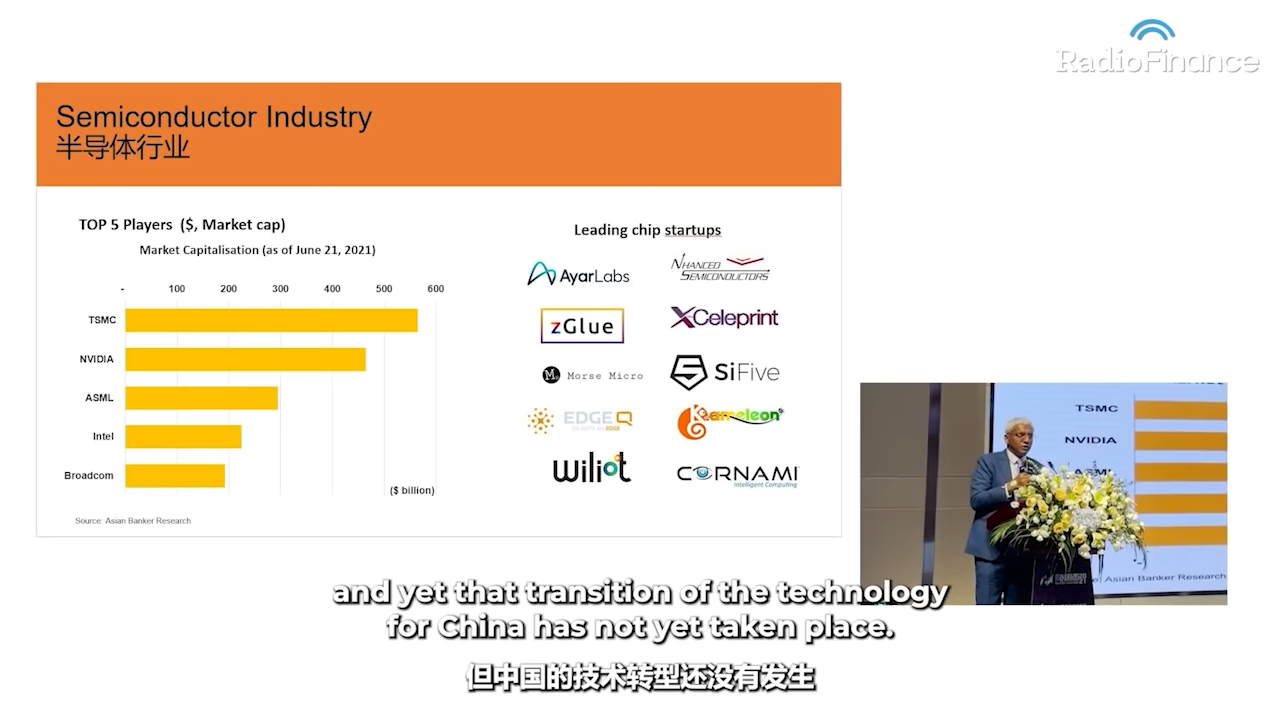 RadioFinance
Semiconductor Industry
半导体行业
TOP 5 Players ($, Market cap)
Market Capitalisation (as of June 21, 2021)
- 100 200 300 400 500 600
TSMC
NVIDIA
ASML
Intel
Broadcom
($ billion)
Source: Asian Banker Research
Leading chip startups
AyarLabs
NHANCED SEMICONDUCTORS
zGlue
XCeleprint
Morse Micro
SiFive
EDGE Q
Kameleon
wiliot
CORNAMI
Intelligent Computing
TSMC
NVIDIA
ASML
Asian Banker Research
and yet that transition of the technology
for China has not yet taken place.
但中国的技术转型还没有发生